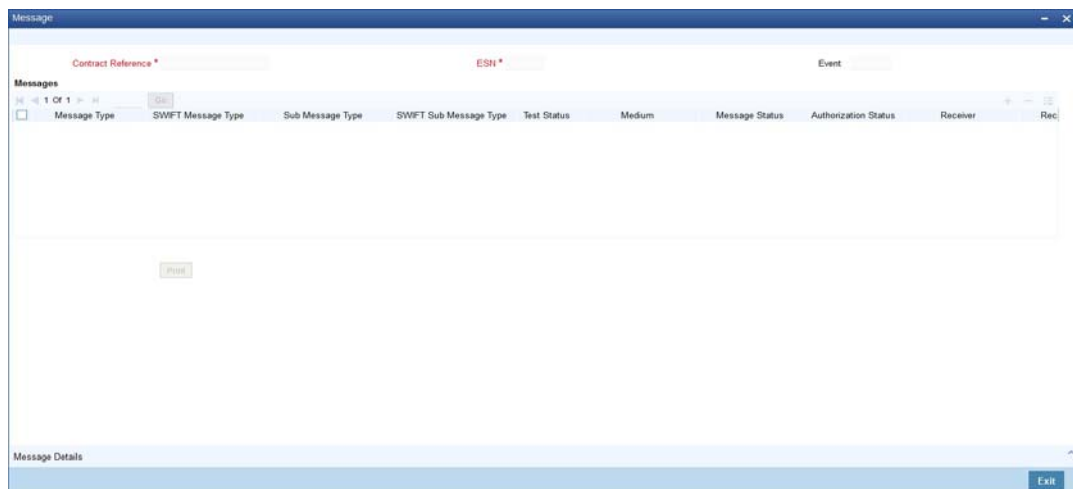 Message
Contract Reference * ESN * Event
Messages
1 Of 1 Go
Message Type SWIFT Message Type Sub Message Type SWIFT Sub Message Type Test Status Medium Message Status Authorization Status Receiver Rec
Print
Message Details
Exit